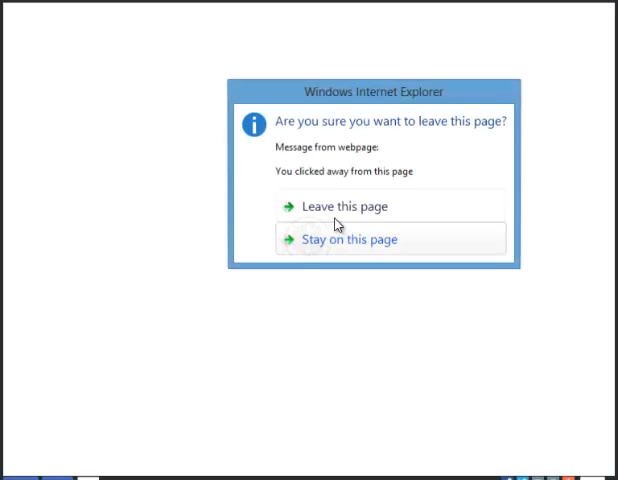 Windows Internet Explorer
Are you sure you want to leave this page?
Message from webpage:
You clicked away from this page
Leave this page
Stay on this page